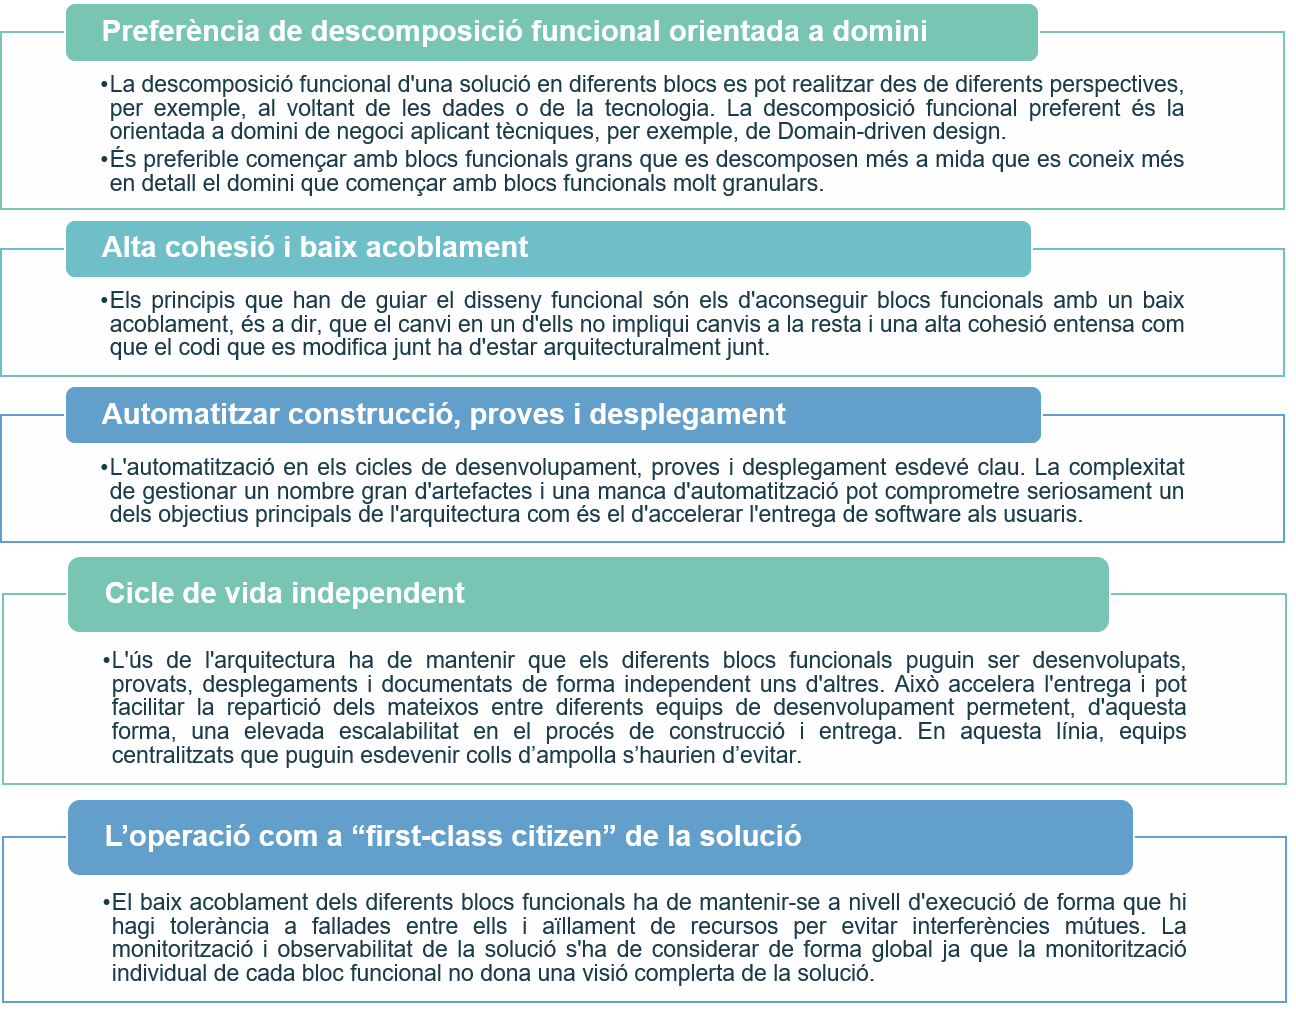 Preferència de descomposició funcional orientada a domini
•La descomposició funcional d'una solució en diferents blocs es pot realitzar des de diferents perspectives,
per exemple, al voltant de les dades o de la tecnologia. La descomposició funcional preferent és la
orientada a domini de negoci aplicant tècniques, per exemple, de Domain-driven design.
•És preferible començar amb blocs funcionals grans que es descomposen més a mida que es coneix més
en detall el domini que començar amb blocs funcionals molt granulars.
Alta cohesió i baix acoblament
•Els principis que han de guiar el disseny funcional són els d'aconseguir blocs funcionals amb un baix
acoblament, és a dir, que el canvi en un d'ells no impliqui canvis a la resta i una alta cohesió entensa com
que el codi que es modifica junt ha d'estar arquitecturalment junt.
Automatitzar construcció, proves i desplegament
•L'automatització en els cicles de desenvolupament, proves i desplegament esdevé clau. La complexitat
de gestionar un nombre gran d'artefactes i una manca d'automatització pot comprometre seriosament un
dels objectius principals de l'arquitectura com és el d'accelerar l'entrega de software als usuaris.
Cicle de vida independent
•L'ús de l'arquitectura ha de mantenir que els diferents blocs funcionals puguin ser desenvolupats,
provats, desplegaments i documentats de forma independent uns d'altres. Això accelera l'entrega i pot
facilitar la repartició dels mateixos entre diferents equips de desenvolupament permetent, d'aquesta
forma, una elevada escalabilitat en el procés de construcció i entrega. En aquesta línia, equips
centralitzats que puguin esdevenir colls d’ampolla s’haurien d’evitar.
L’operació com a “first-class citizen” de la solució
•El baix acoblament dels diferents blocs funcionals ha de mantenir-se a nivell d'execució de forma que hi
hagi tolerància a fallades entre ells i aïllament de recursos per evitar interferències mútues. La
monitorització i observabilitat de la solució s'ha de considerar de forma global ja que la monitorització
individual de cada bloc funcional no dona una visió complerta de la solució.